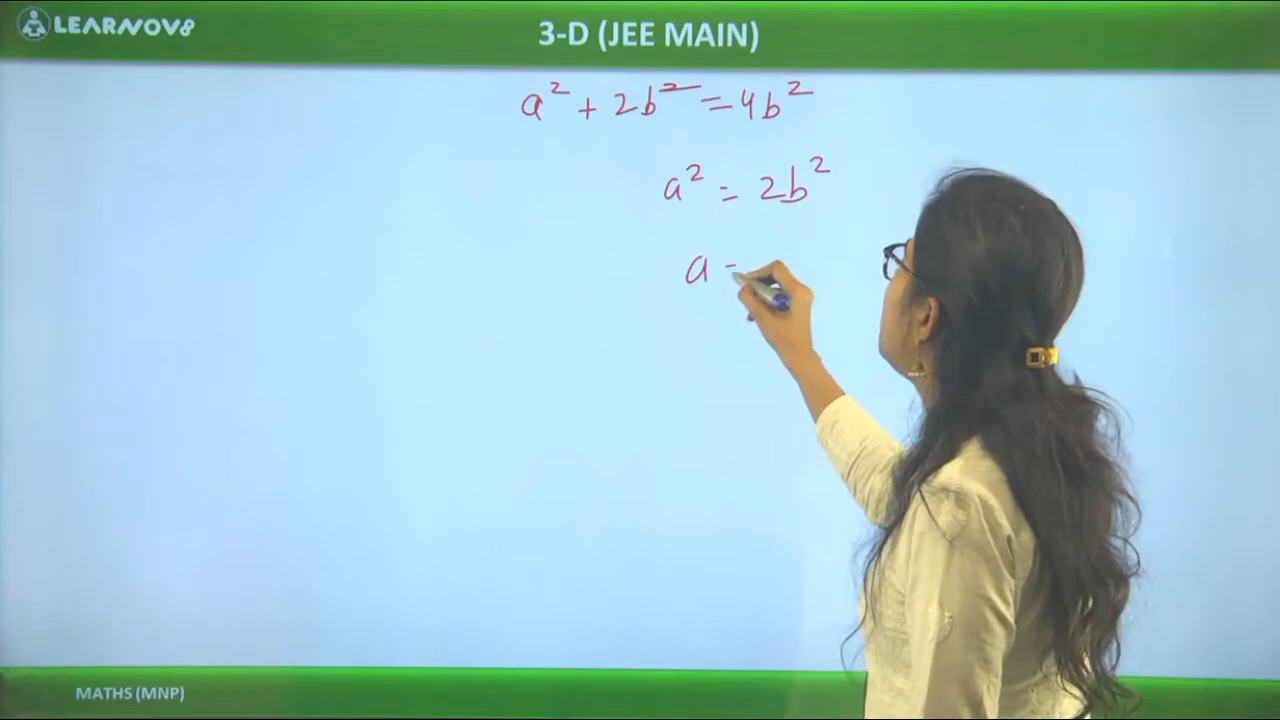 LEARNOV8
3-D (JEE MAIN)
a² + 2b² = 4b²
a² = 2b²
a =
MATHS (MNP)